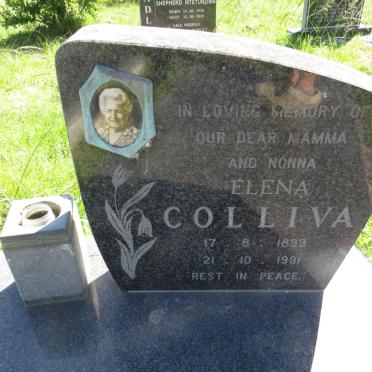 SHEPHERD
IN LOVING MEMORY O
OUR DEAR MAMMA
AND NONNA
ELENA
COLLIVA
17 · 8 · 1899
21 · 10 · 1991
REST IN PEACE.